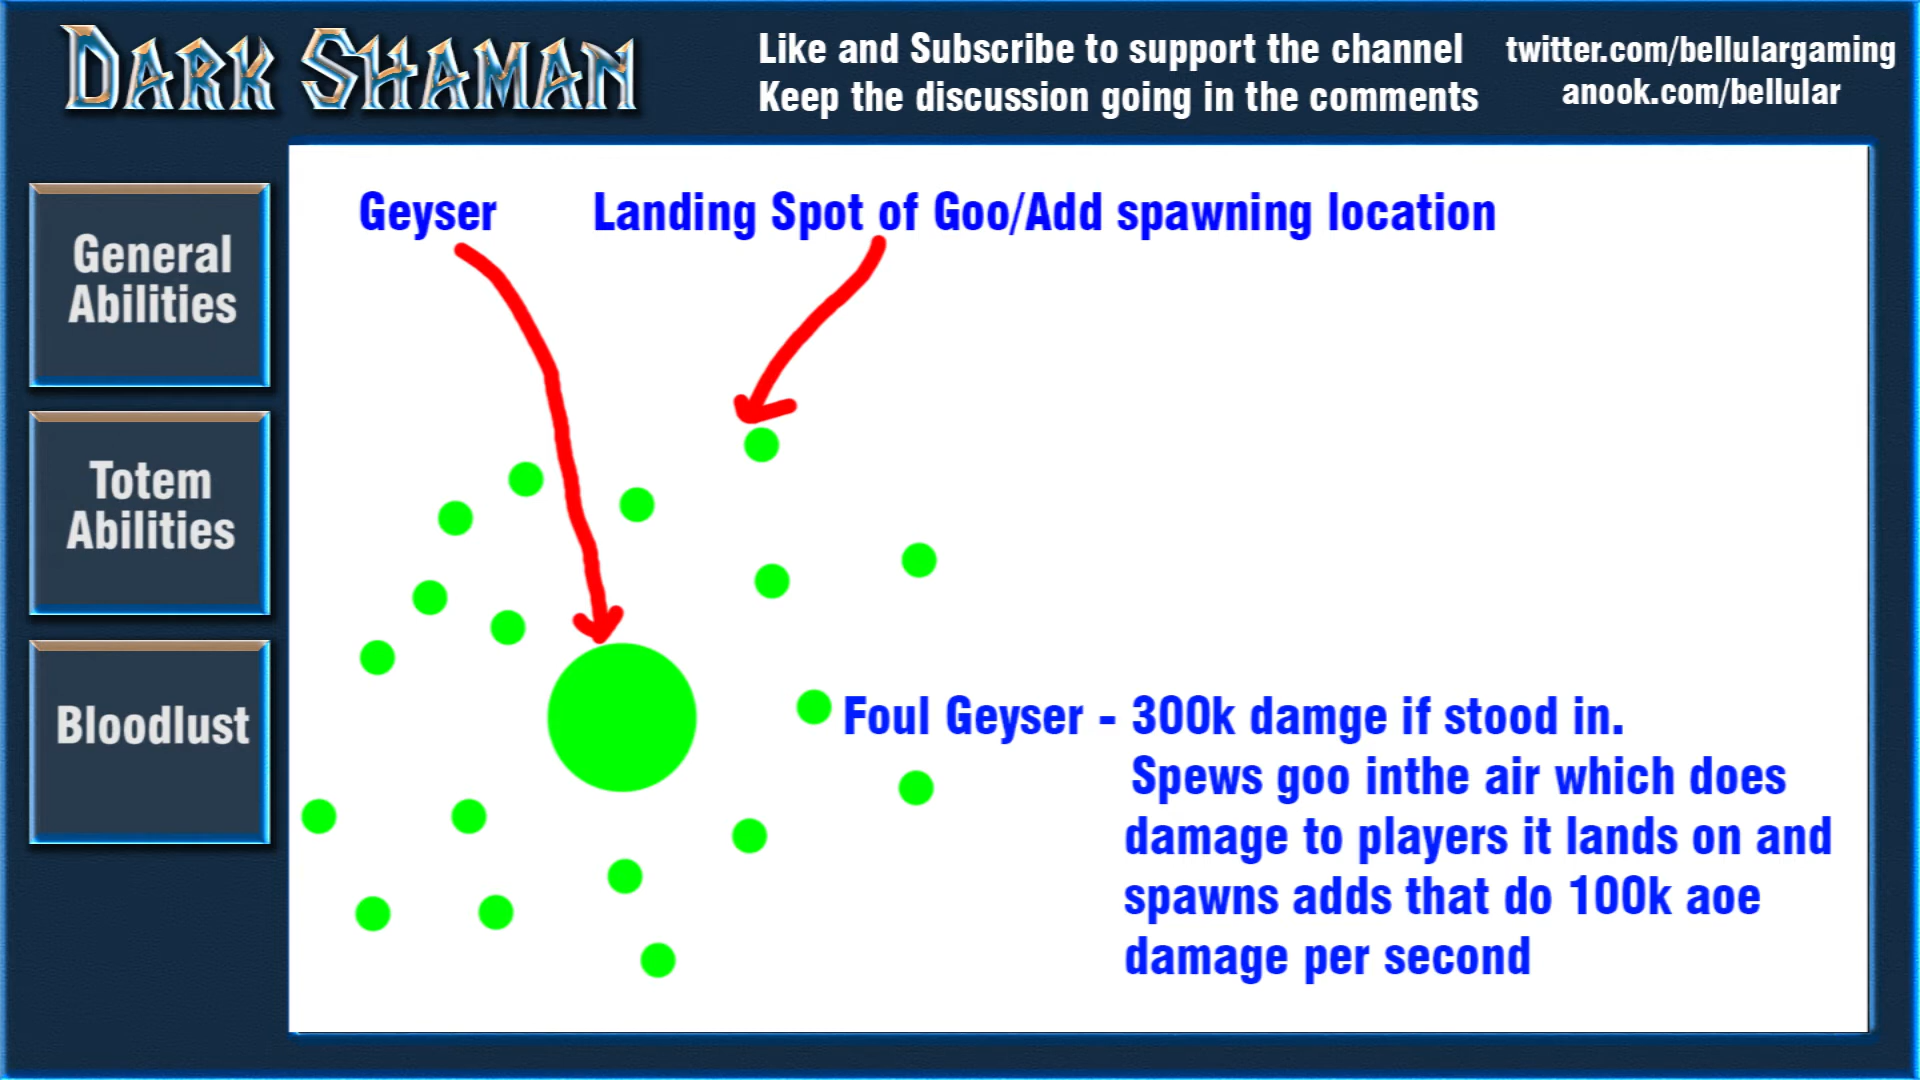 Dark Shaman
Like and Subscribe to support the channel
Keep the discussion going in the comments
twitter.com/bellulargaming
anook.com/bellular
General
Abilities
Totem
Abilities
Bloodlust
Geyser
Landing Spot of Goo/Add spawning location
Foul Geyser - 300k damge if stood in.
Spews goo inthe air which does
damage to players it lands on and
spawns adds that do 100k aoe
damage per second